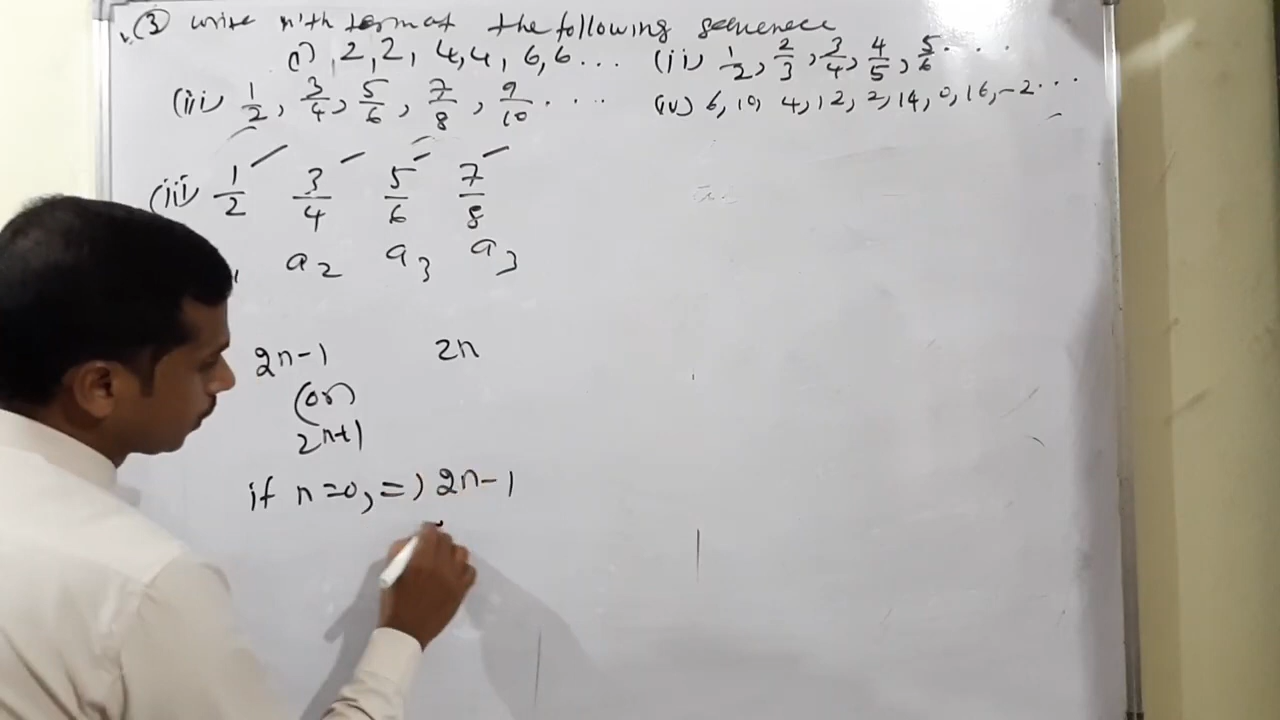 ③ write n'th term of the following sequence
(i) 2, 2, 4, 4, 6, 6 ... (ii) 1/2, 2/3, 3/4, 4/5, 5/6 ...
(iii) 1/2, 3/4, 5/6, 7/8, 9/10 .... (iv) 6, 10, 4, 12, 2, 14, 0, 16, -2 ...
(iii) 1/2 3/4 5/6 7/8
a2 a3 a3
2n-1 2n
(or)
2n+1
if n=0, => 2n-1